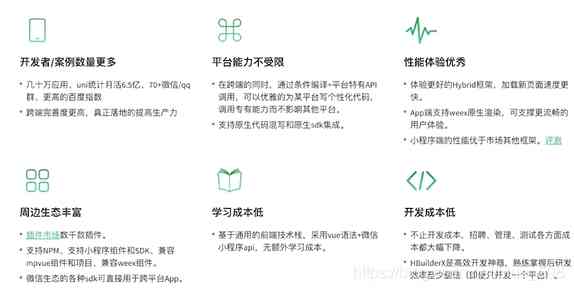 开发者/案例数量更多
几十万应用、uni统计月活6.5亿、70+微信/qq
群、更高的百度指数
跨端完善度更高，真正落地的提高生产力
平台能力不受限
在跨端的同时，通过条件编译+平台特有API
调用，可以优雅的为某平台写个性化代码，
调用专有能力而不影响其他平台。
支持原生代码混写和原生sdk集成。
性能体验优秀
体验更好的Hybrid框架，加载新页面速度更
快。
App端支持weex原生渲染，可支撑更流畅的
用户体验。
小程序端的性能优于市场其他框架。评测
周边生态丰富
插件市场数千款插件。
支持NPM、支持小程序组件和SDK、兼容
mpvue组件和项目、兼容weex组件。
微信生态的各种sdk可直接用于跨平台App。
学习成本低
基于通用的前端技术栈，采用vue语法+微信
小程序api，无额外学习成本。
开发成本低
不止开发成本，招聘、管理、测试各方面成
本都大幅下降。
HBuilderX是高效开发神器，熟练掌握后研发
效率至少翻倍（即便只开发一个平台）。